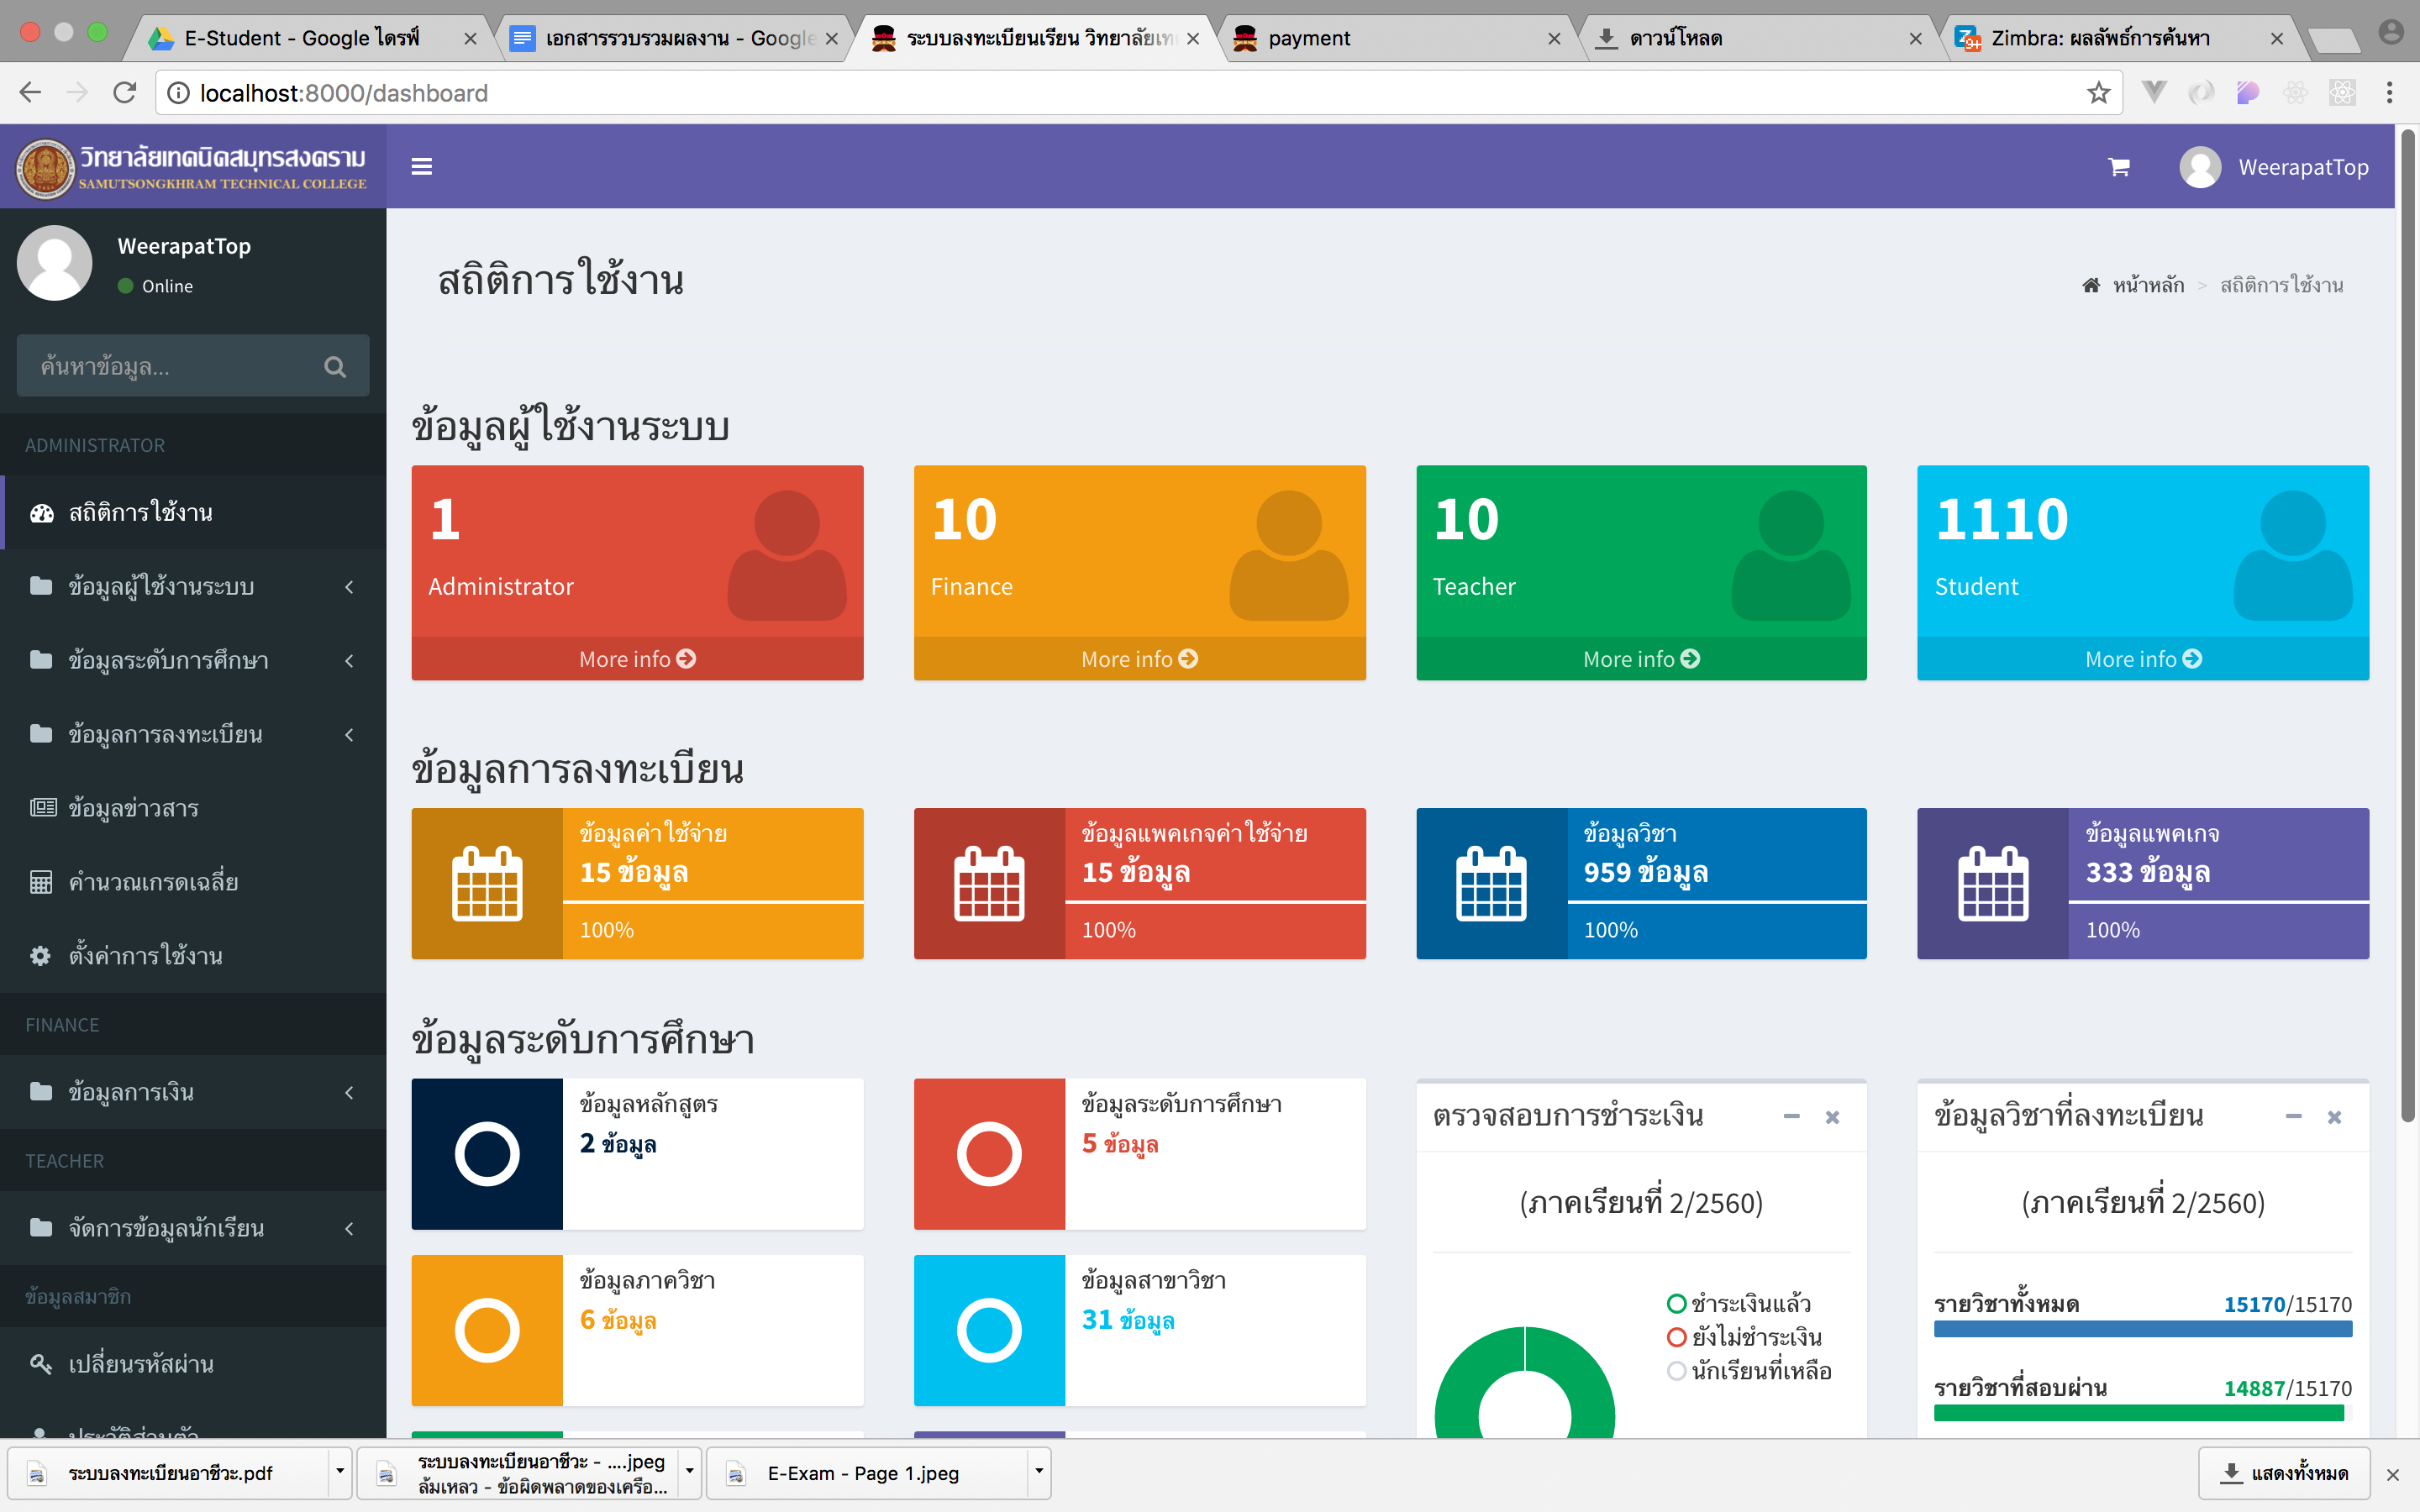 E-Student - Google ไดรฟ์
เอกสารรวบรวมผลงาน - Google
ระบบลงทะเบียนเรียน วิทยาลัยเท
payment
ดาวน์โหลด
Zimbra: ผลลัพธ์การค้นหา
localhost:8000/dashboard
วิทยาลัยเทคนิคสมุทรสงคราม
SAMUTSONGKHRAM TECHNICAL COLLEGE
WeerapatTop
WeerapatTop
Online
ค้นหาข้อมูล...
ADMINISTRATOR
สถิติการใช้งาน
ข้อมูลผู้ใช้งานระบบ
ข้อมูลระดับการศึกษา
ข้อมูลการลงทะเบียน
ข้อมูลข่าวสาร
คำนวณเกรดเฉลี่ย
ตั้งค่าการใช้งาน
FINANCE
ข้อมูลการเงิน
TEACHER
จัดการข้อมูลนักเรียน
ข้อมูลสมาชิก
เปลี่ยนรหัสผ่าน
ประวัติส่วนตัว
สถิติการใช้งาน
หน้าหลัก > สถิติการใช้งาน
ข้อมูลผู้ใช้งานระบบ
1
Administrator
More info
10
Finance
More info
10
Teacher
More info
1110
Student
More info
ข้อมูลการลงทะเบียน
ข้อมูลค่าใช้จ่าย
15 ข้อมูล
100%
ข้อมูลแพคเกจค่าใช้จ่าย
15 ข้อมูล
100%
ข้อมูลวิชา
959 ข้อมูล
100%
ข้อมูลแพคเกจ
333 ข้อมูล
100%
ข้อมูลระดับการศึกษา
ข้อมูลหลักสูตร
2 ข้อมูล
ข้อมูลระดับการศึกษา
5 ข้อมูล
ข้อมูลภาควิชา
6 ข้อมูล
ข้อมูลสาขาวิชา
31 ข้อมูล
ตรวจสอบการชำระเงิน
(ภาคเรียนที่ 2/2560)
ชำระเงินแล้ว
ยังไม่ชำระเงิน
นักเรียนที่เหลือ
ข้อมูลวิชาที่ลงทะเบียน
(ภาคเรียนที่ 2/2560)
รายวิชาทั้งหมด 15170/15170
รายวิชาที่สอบผ่าน 14887/15170
ระบบลงทะเบียนอาชีวะ.pdf
ระบบลงทะเบียนอาชีวะ - ....jpeg
ล้มเหลว - ข้อผิดพลาดของเครือ...
E-Exam - Page 1.jpeg
แสดงทั้งหมด